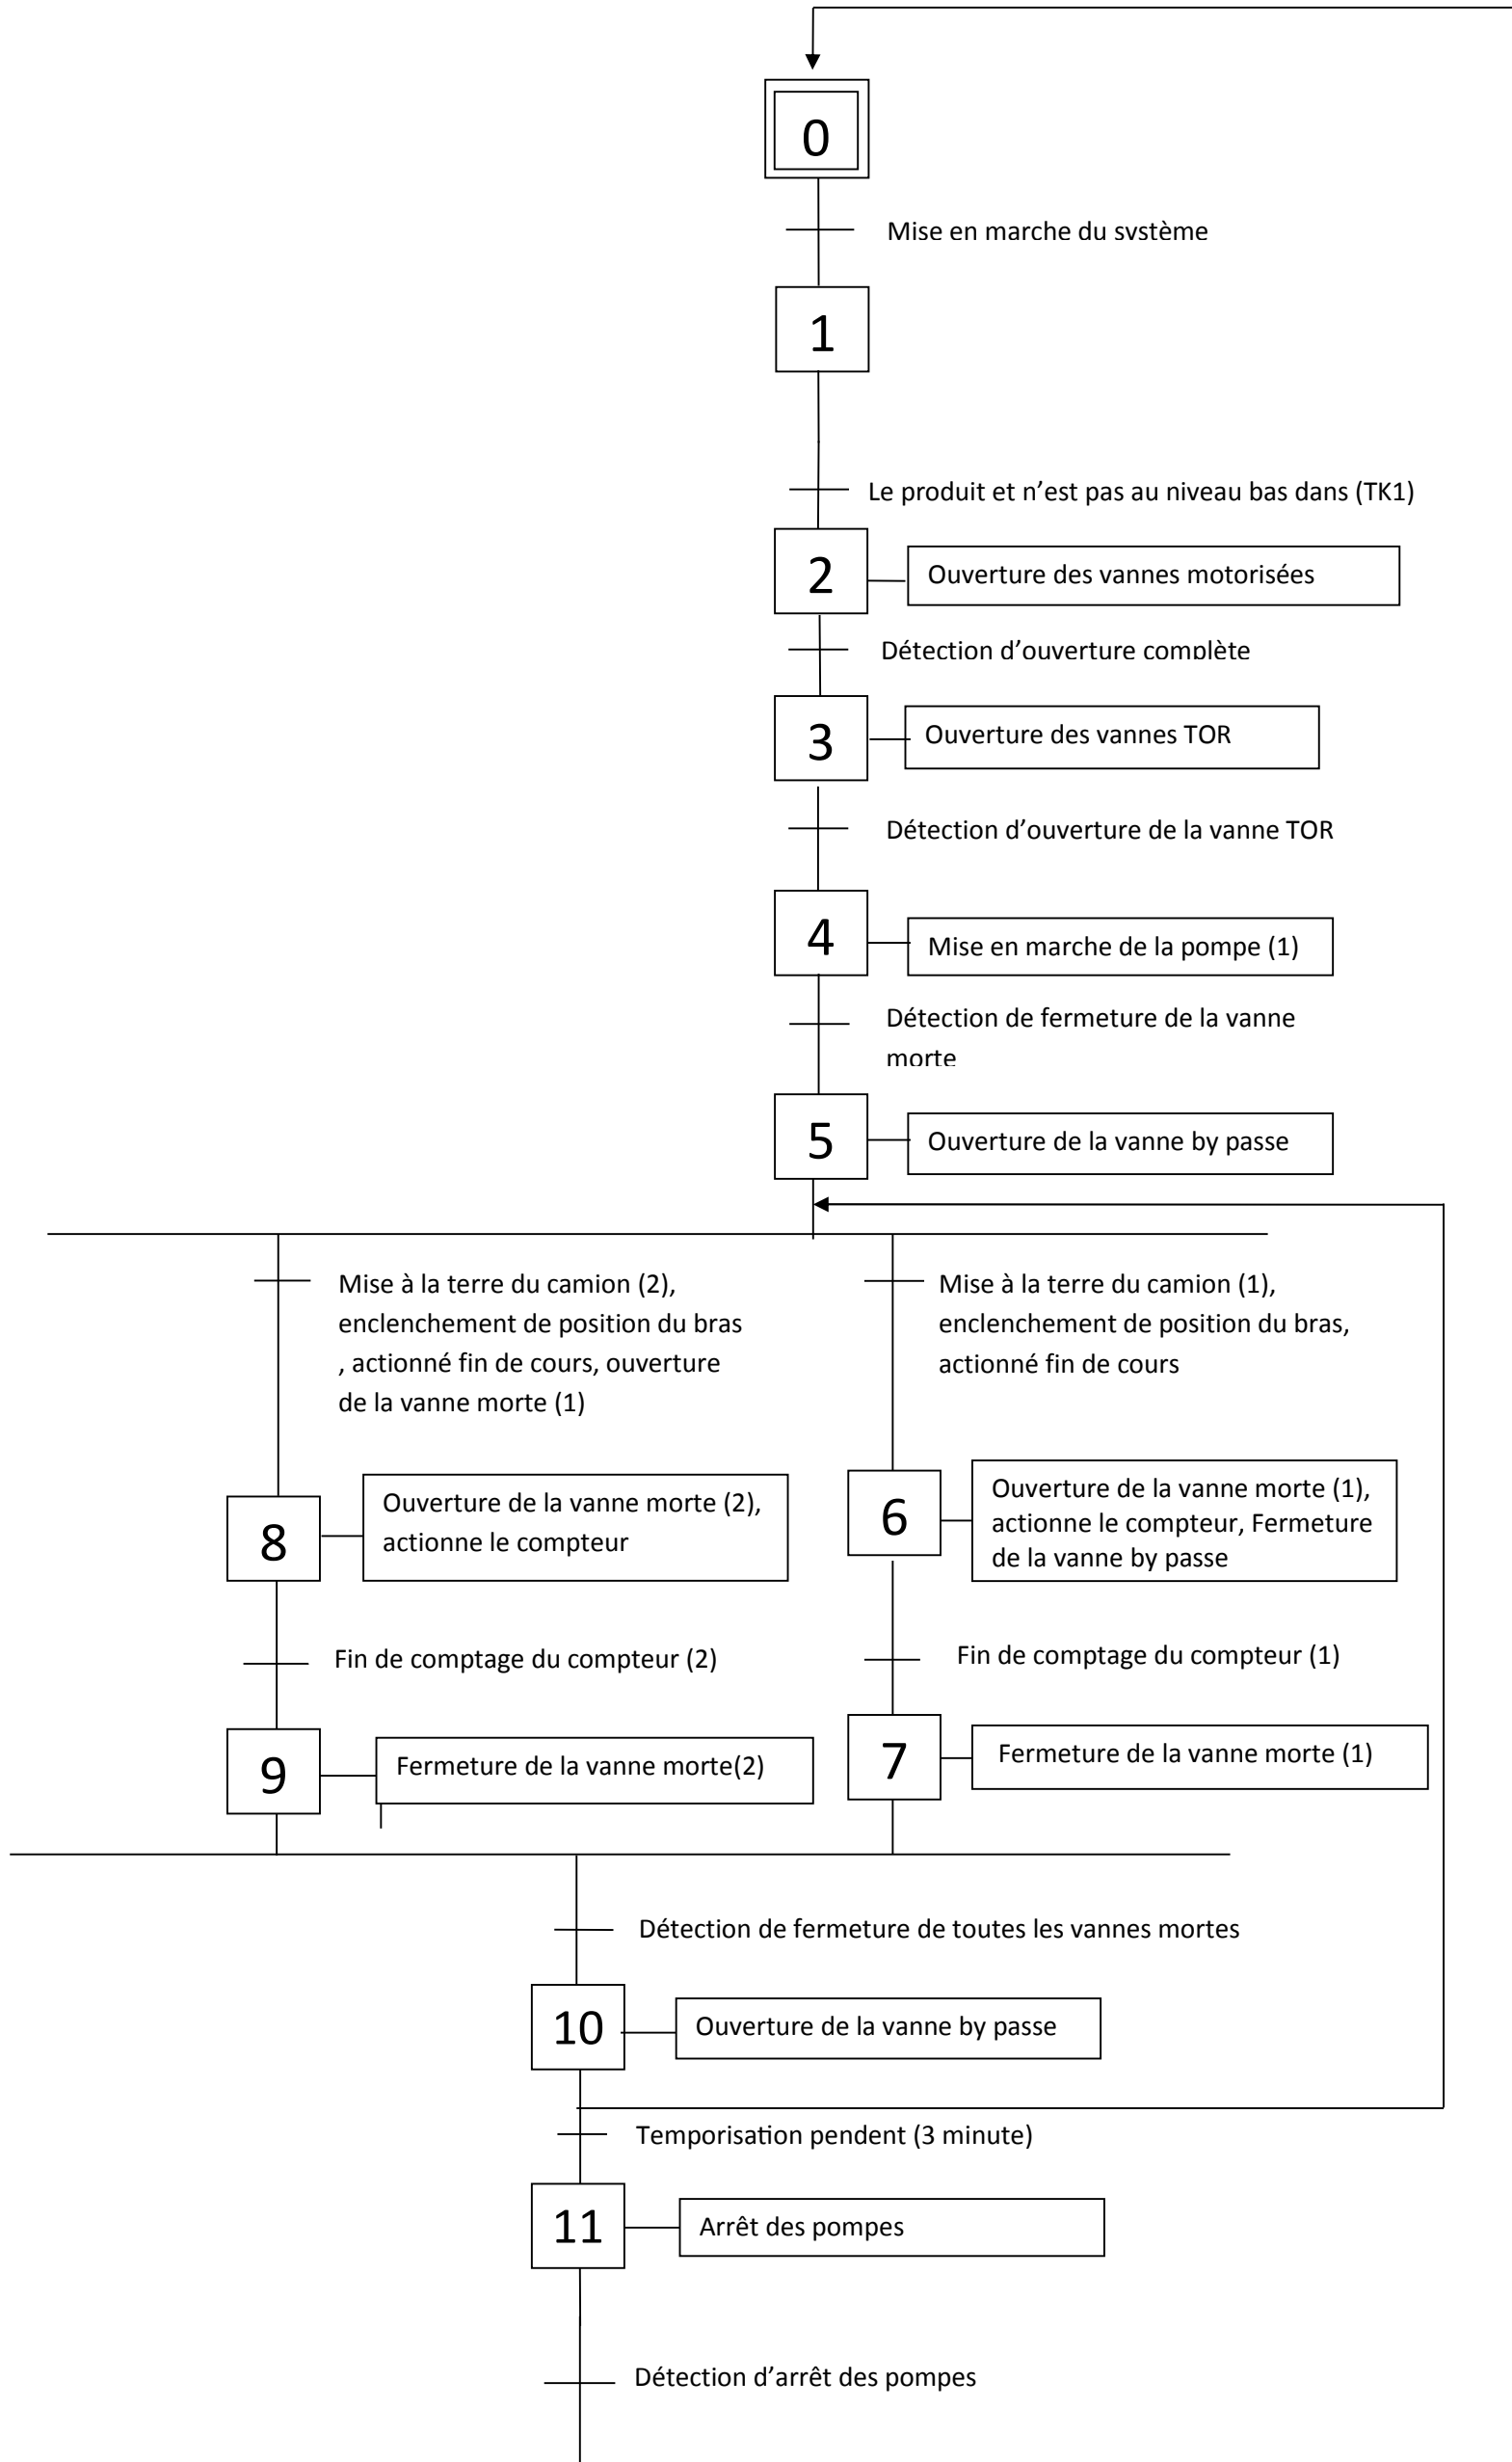 0
Mise en marche du système
1
Le produit et n'est pas au niveau bas dans (TK1)
2
Ouverture des vannes motorisées
Détection d'ouverture complète
3
Ouverture des vannes TOR
Détection d'ouverture de la vanne TOR
4
Mise en marche de la pompe (1)
Détection de fermeture de la vanne
morte
5
Ouverture de la vanne by passe
Mise à la terre du camion (2),
enclenchement de position du bras
, actionné fin de cours, ouverture
de la vanne morte (1)
Mise à la terre du camion (1),
enclenchement de position du bras,
actionné fin de cours
8
Ouverture de la vanne morte (2),
actionne le compteur
6
Ouverture de la vanne morte (1),
actionne le compteur, Fermeture
de la vanne by passe
Fin de comptage du compteur (2)
Fin de comptage du compteur (1)
9
Fermeture de la vanne morte(2)
7
Fermeture de la vanne morte (1)
Détection de fermeture de toutes les vannes mortes
10
Ouverture de la vanne by passe
Temporisation pendent (3 minute)
11
Arrêt des pompes
Détection d'arrêt des pompes